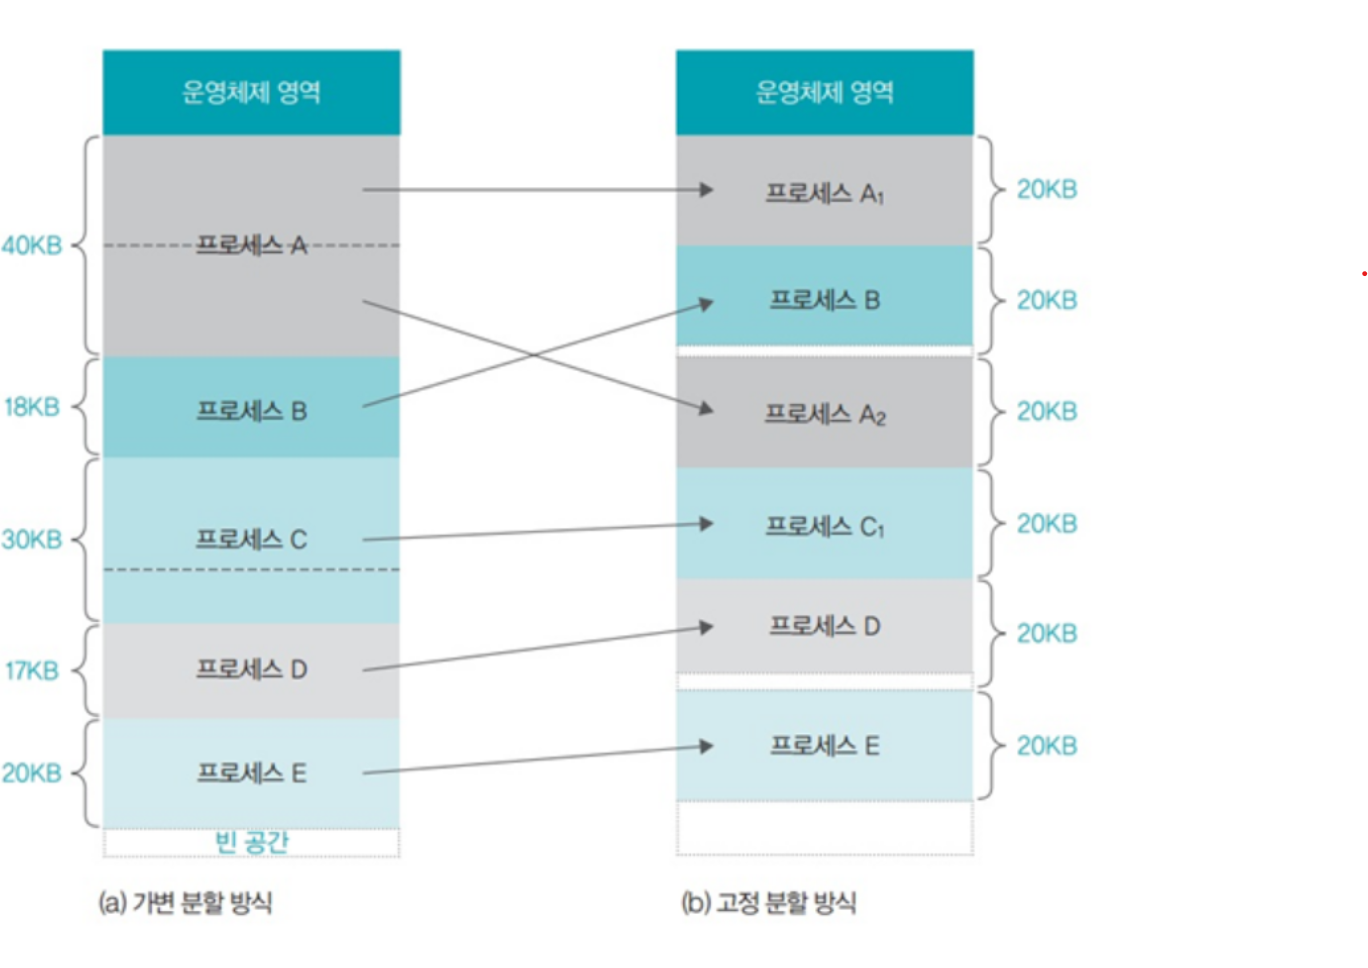 운영체제 영역
40KB
프로세스 A
18KB
프로세스 B
30KB
프로세스 C
17KB
프로세스 D
20KB
프로세스 E
빈 공간
(a) 가변 분할 방식
운영체제 영역
프로세스 A₁
20KB
프로세스 B
20KB
프로세스 A₂
20KB
프로세스 C₁
20KB
프로세스 D
20KB
프로세스 E
20KB
(b) 고정 분할 방식